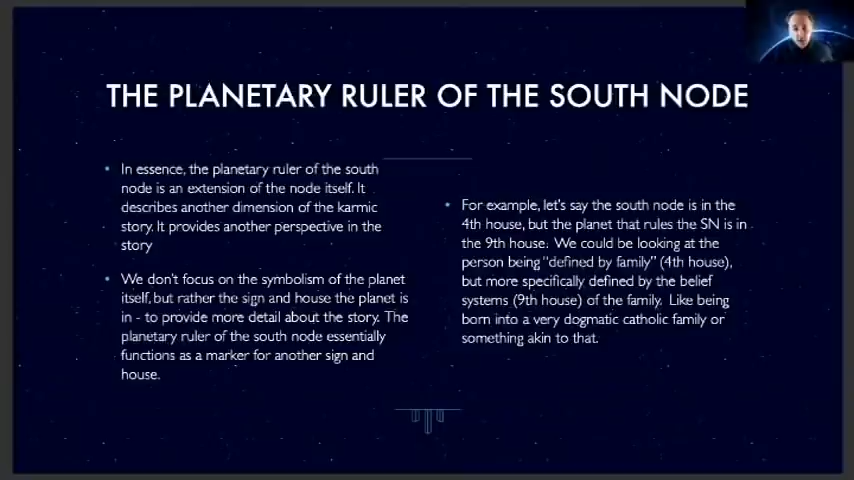 THE PLANETARY RULER OF THE SOUTH NODE
• In essence, the planetary ruler of the south
node is an extension of the node itself. It
describes another dimension of the karmic
story. It provides another perspective in the
story
• We don't focus on the symbolism of the planet
itself, but rather the sign and house the planet is
in - to provide more detail about the story. The
planetary ruler of the south node essentially
functions as a marker for another sign and
house.
• For example, let's say the south node is in the
4th house, but the planet that rules the SN is in
the 9th house. We could be looking at the
person being "defined by family" (4th house),
but more specifically defined by the belief
systems (9th house) of the family. Like being
born into a very dogmatic catholic family or
something akin to that.